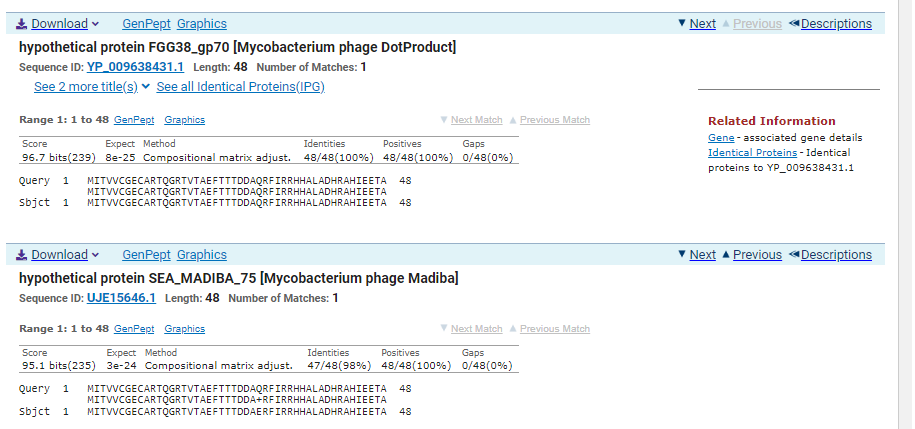 Download GenPept Graphics Next Previous Descriptions
hypothetical protein FGG38_gp70 [Mycobacterium phage DotProduct]
Sequence ID: YP_009638431.1 Length: 48 Number of Matches: 1
See 2 more title(s) See all Identical Proteins(IPG)
Range 1: 1 to 48 GenPept Graphics Next Match Previous Match
Score Expect Method Identities Positives Gaps
96.7 bits(239) 8e-25 Compositional matrix adjust. 48/48(100%) 48/48(100%) 0/48(0%)
Query 1 MITVVCGECARTQGRTVTAEFTTTDDAQRFIRRHHALADHRAHIEETA 48
MITVVCGECARTQGRTVTAEFTTTDDAQRFIRRHHALADHRAHIEETA
Sbjct 1 MITVVCGECARTQGRTVTAEFTTTDDAQRFIRRHHALADHRAHIEETA 48
Related Information
Gene - associated gene details
Identical Proteins - Identical
proteins to YP_009638431.1
Download GenPept Graphics Next Previous Descriptions
hypothetical protein SEA_MADIBA_75 [Mycobacterium phage Madiba]
Sequence ID: UJE15646.1 Length: 48 Number of Matches: 1
Range 1: 1 to 48 GenPept Graphics Next Match Previous Match
Score Expect Method Identities Positives Gaps
95.1 bits(235) 3e-24 Compositional matrix adjust. 47/48(98%) 48/48(100%) 0/48(0%)
Query 1 MITVVCGECARTQGRTVTAEFTTTDDAQRFIRRHHALADHRAHIEETA 48
MITVVCGECARTQGRTVTAEFTTTDDA+RFIRRHHALADHRAHIEETA
Sbjct 1 MITVVCGECARTQGRTVTAEFTTTDDAERFIRRHHALADHRAHIEETA 48